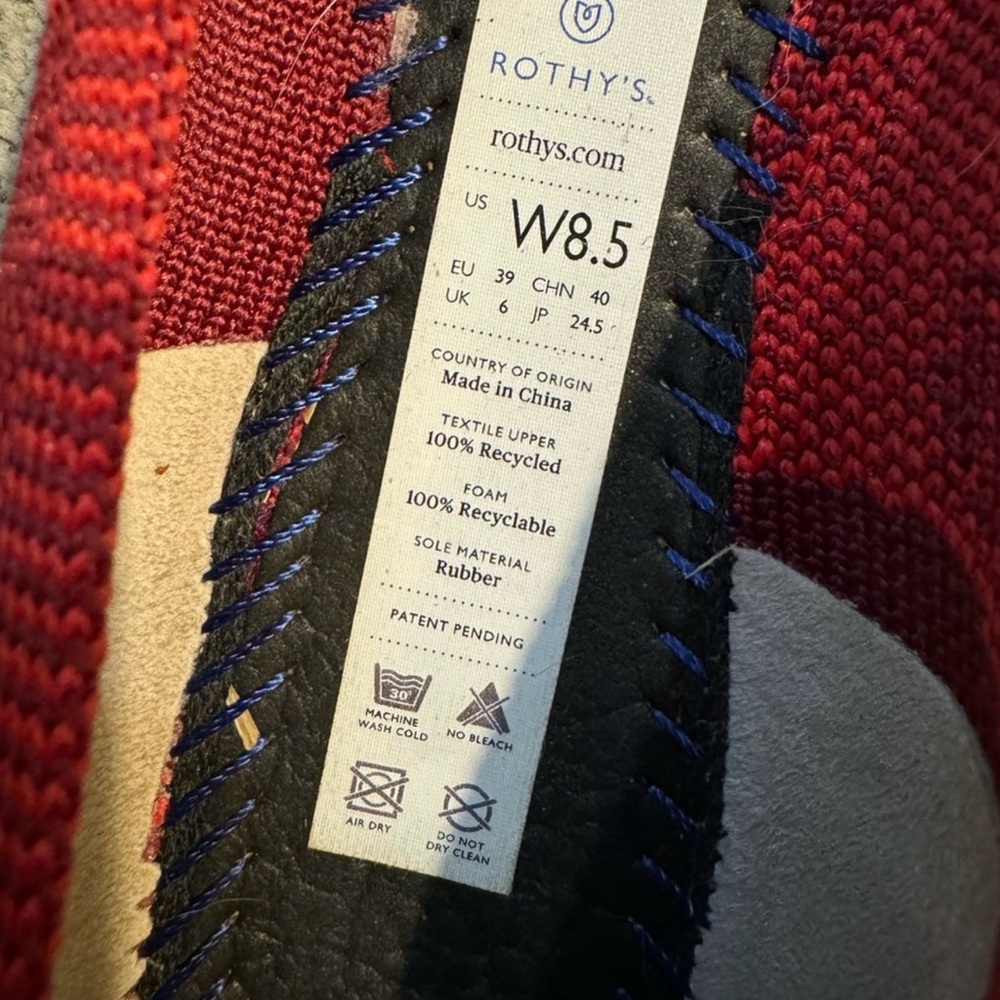 ROTHY'S
rothys.com
US W8.5
EU 39 CHN 40
UK 6 JP 24.5
COUNTRY OF ORIGIN
Made in China
TEXTILE UPPER
100% Recycled
FOAM
100% Recyclable
SOLE MATERIAL
Rubber
PATENT PENDING
30°
MACHINE
WASH COLD
NO BLEACH
AIR DRY
DO NOT
DRY CLEAN